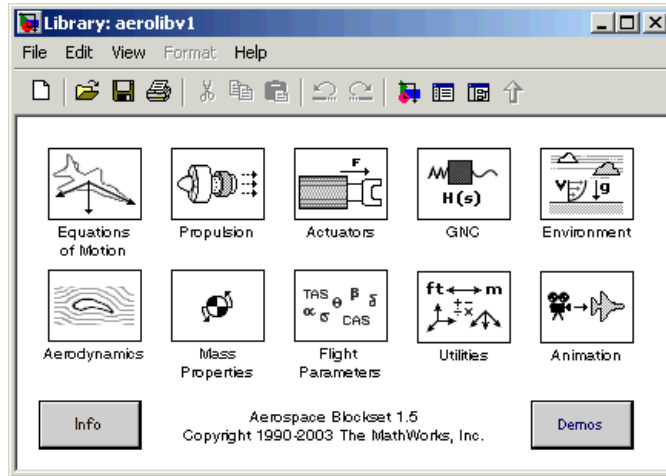 Library: aerolibv1
File Edit View Format Help
F
H(s)
V g
Equations
of Motion
Propulsion
Actuators
GNC
Environment
TAS θ β δ
α σ CAS
ft m
+ − ÷ ×
Aerodynamics
Mass
Properties
Flight
Parameters
Utilities
Animation
Info
Aerospace Blockset 1.5
Copyright 1990-2003 The MathWorks, Inc.
Demos